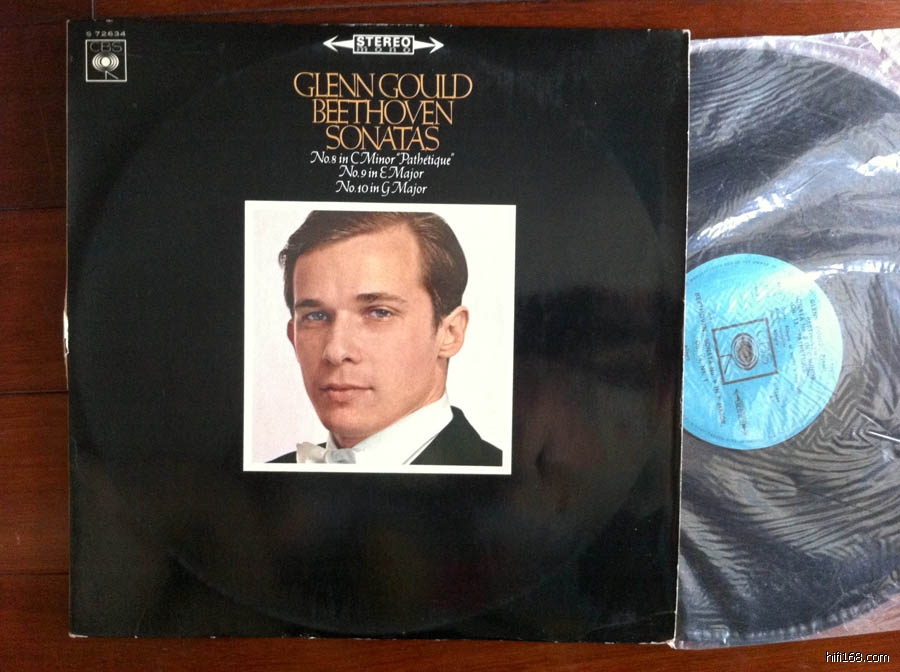 S 72634
CBS
STEREO
GLENN GOULD
BEETHOVEN
SONATAS
No.8 in C Minor "Pathétique"
No.9 in E Major
No.10 in G Major
CBS
hifi168.com